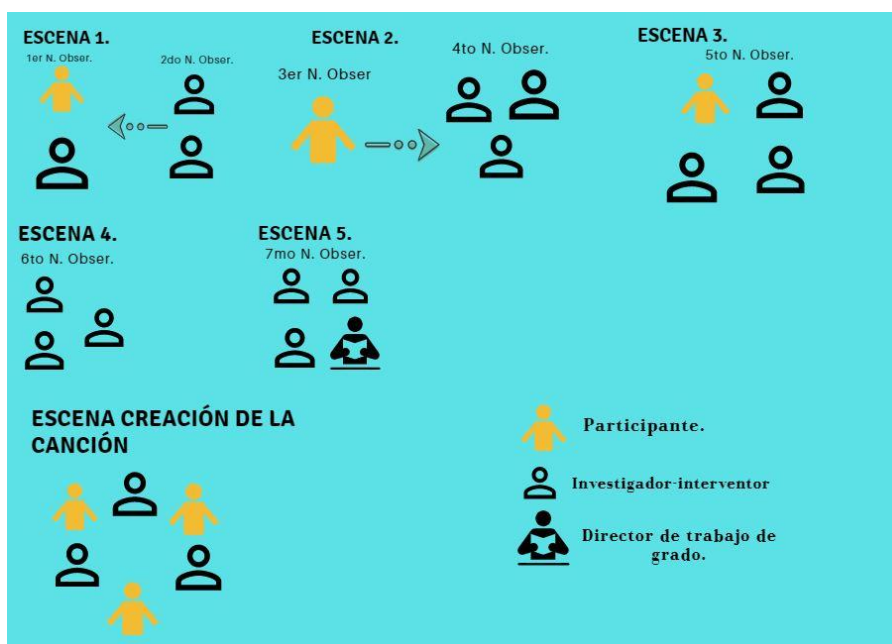 ESCENA 1.
1er N. Obser.
2do N. Obser.
ESCENA 2.
3er N. Obser
4to N. Obser.
ESCENA 3.
5to N. Obser.
ESCENA 4.
6to N. Obser.
ESCENA 5.
7mo N. Obser.
ESCENA CREACIÓN DE LA
CANCIÓN
Participante.
Investigador-interventor
Director de trabajo de
grado.